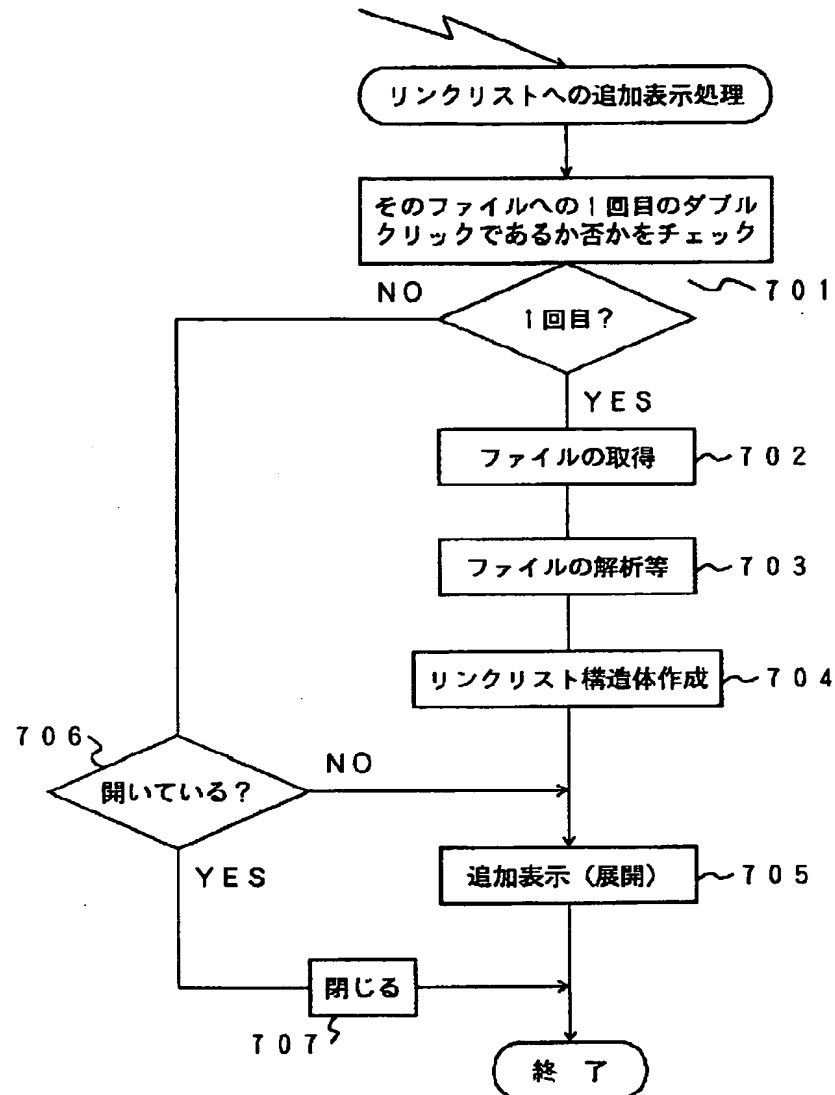 リンクリストへの追加表示処理
そのファイルへの1回目のダブル
クリックであるか否かをチェック
701
NO
1回目?
YES
ファイルの取得
702
ファイルの解析等
703
リンクリスト構造体作成
704
706
開いている?
NO
YES
追加表示(展開)
705
閉じる
707
終 了